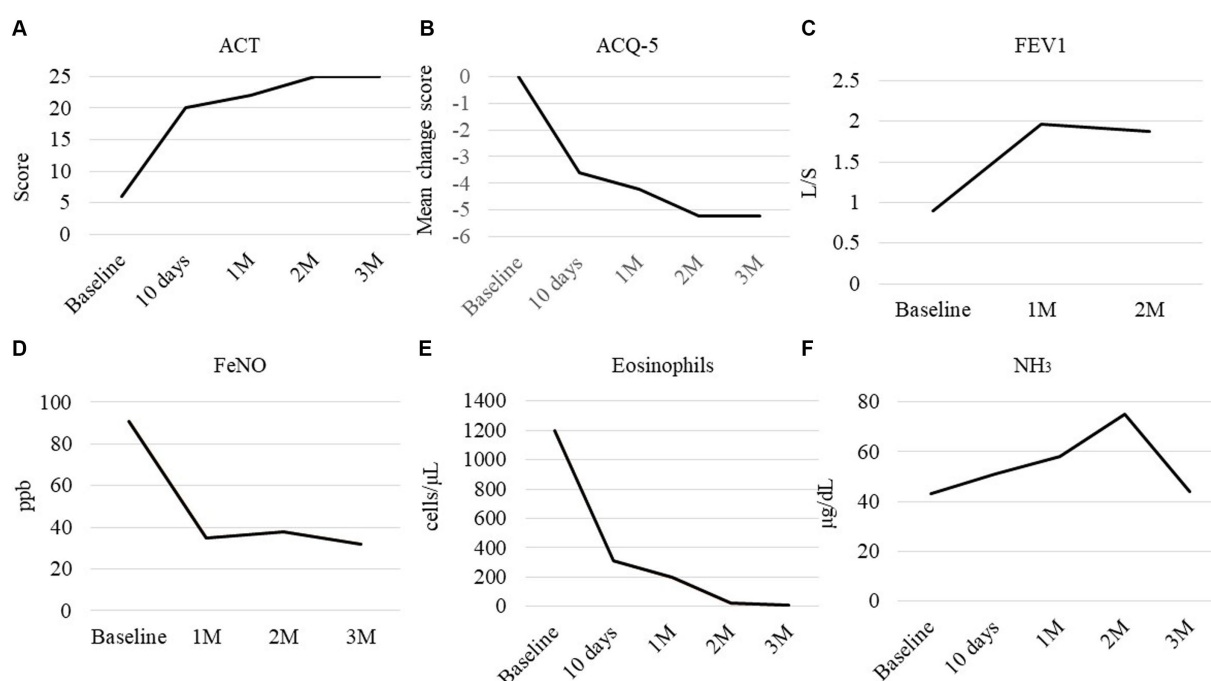 A
ACT
25
20
15
10
5
0
Score
Baseline
10 days
1M
2M
3M
B
ACQ-5
0
-1
-2
-3
-4
-5
-6
Mean change score
Baseline
10 days
1M
2M
3M
C
FEV1
2.5
2
1.5
1
0.5
0
L/S
Baseline
1M
2M
D
FeNO
100
80
60
40
20
0
ppb
Baseline
1M
2M
3M
E
Eosinophils
1400
1200
1000
800
600
400
200
0
cells/μL
Baseline
10 days
1M
2M
3M
F
NH₃
80
60
40
20
0
μg/dL
Baseline
10 days
1M
2M
3M